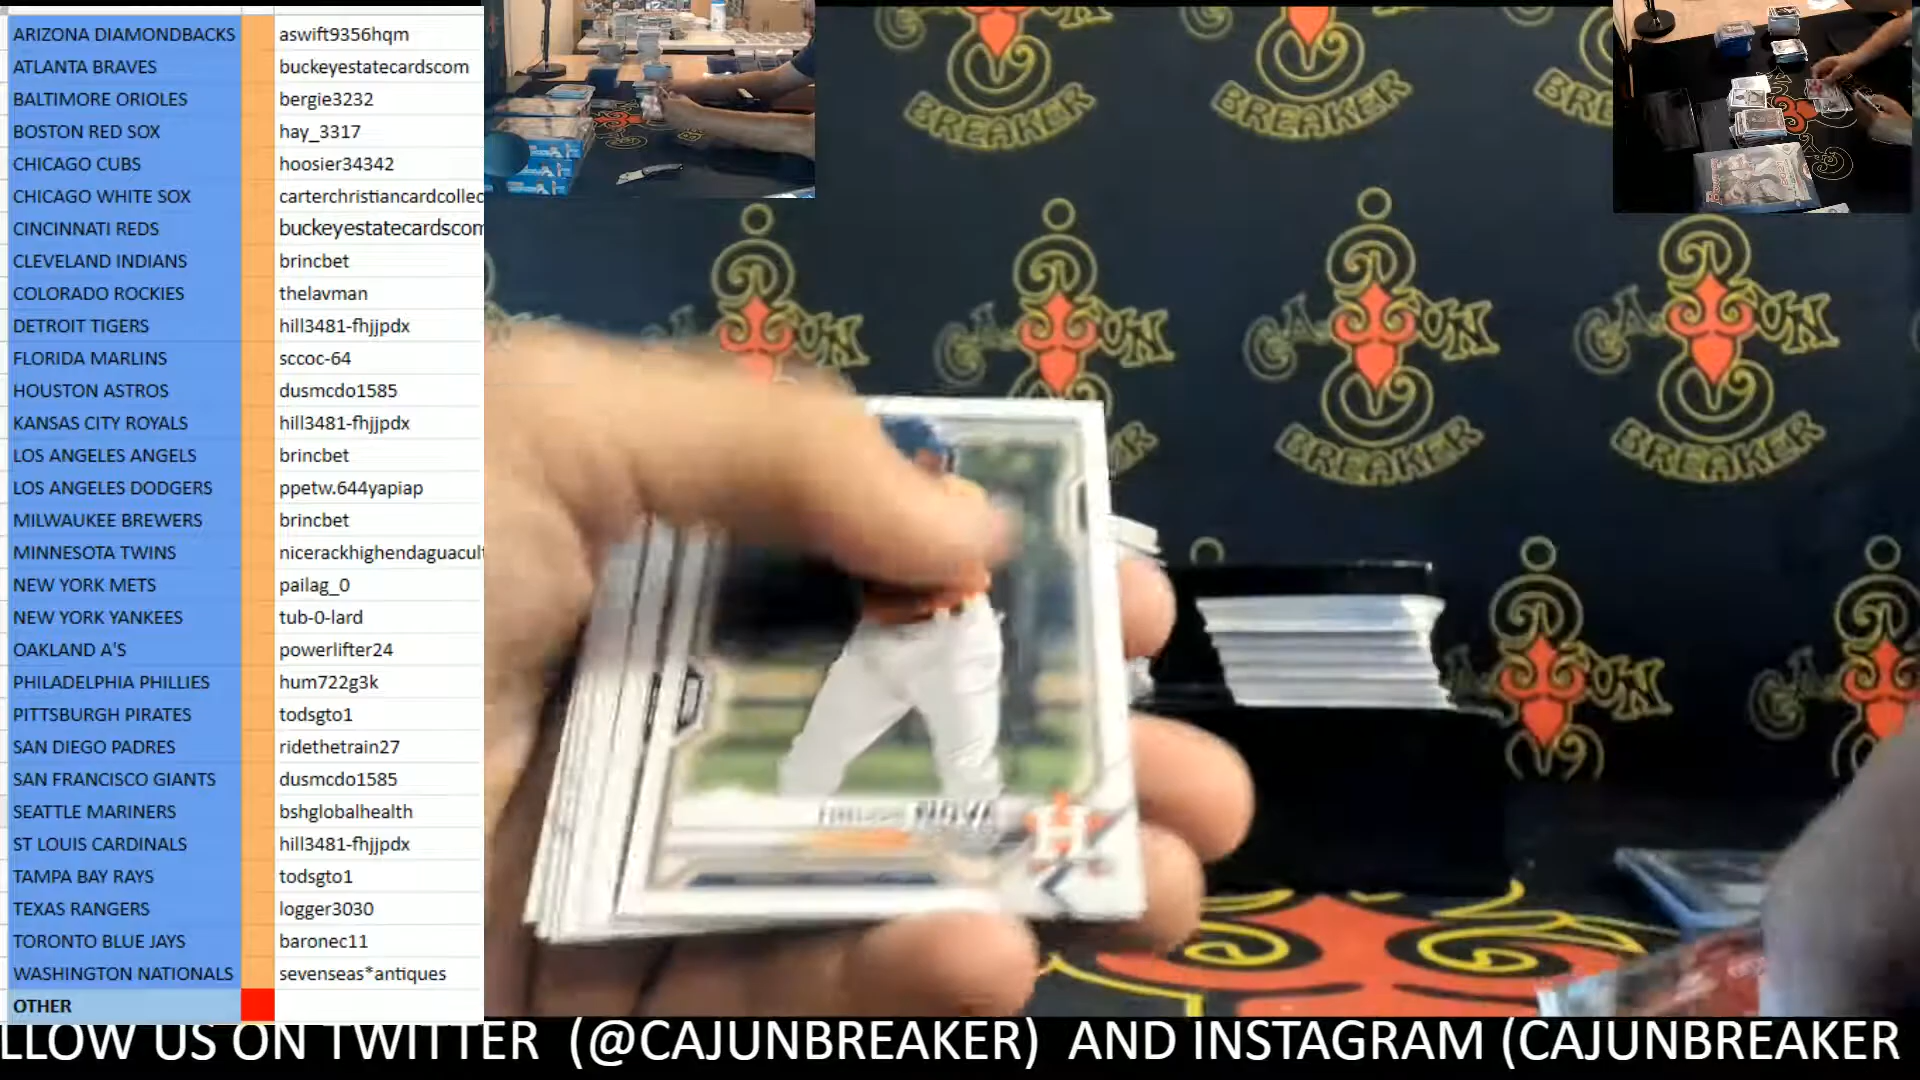 ARIZONA DIAMONDBACKS aswift9356hqm
ATLANTA BRAVES buckeyestatecardscom
BALTIMORE ORIOLES bergie3232
BOSTON RED SOX hay_3317
CHICAGO CUBS hoosier34342
CHICAGO WHITE SOX carterchristiancardcollec
CINCINNATI REDS buckeyestatecardscom
CLEVELAND INDIANS brincbet
COLORADO ROCKIES thelavman
DETROIT TIGERS hill3481-fhjjpdx
FLORIDA MARLINS sccoc-64
HOUSTON ASTROS dusmcdo1585
KANSAS CITY ROYALS hill3481-fhjjpdx
LOS ANGELES ANGELS brincbet
LOS ANGELES DODGERS ppetw.644yapiap
MILWAUKEE BREWERS brincbet
MINNESOTA TWINS nicerackhighendaguacult
NEW YORK METS pailag_0
NEW YORK YANKEES tub-0-lard
OAKLAND A'S powerlifter24
PHILADELPHIA PHILLIES hum722g3k
PITTSBURGH PIRATES todsgto1
SAN DIEGO PADRES ridethetrain27
SAN FRANCISCO GIANTS dusmcdo1585
SEATTLE MARINERS bshglobalhealth
ST LOUIS CARDINALS hill3481-fhjjpdx
TAMPA BAY RAYS todsgto1
TEXAS RANGERS logger3030
TORONTO BLUE JAYS baronec11
WASHINGTON NATIONALS sevenseas*antiques
OTHER
BREAKER BREAKER BRE
CAJUN CAJUN CAJUN CAJUN
BREAKER BREAKER BREAKER
NOVA
H
LLOW US ON TWITTER (@CAJUNBREAKER) AND INSTAGRAM (CAJUNBREAKER